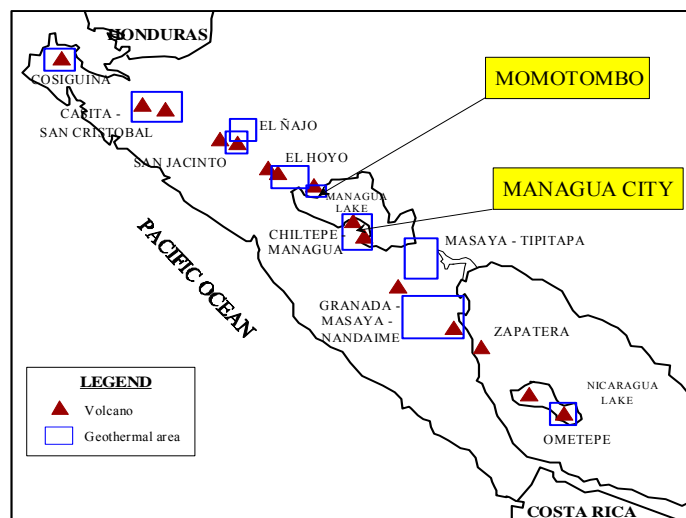 HONDURAS
COSIGUINA
MOMOTOMBO
CASITA -
SAN CRISTOBAL
EL ÑAJO
SAN JACINTO
EL HOYO
MANAGUA
LAKE
MANAGUA CITY
CHILTEPE -
MANAGUA
MASAYA - TIPITAPA
PACIFIC OCEAN
GRANADA -
MASAYA -
NANDAIME
ZAPATERA
LEGEND
Volcano
Geothermal area
NICARAGUA
LAKE
OMETEPE
COSTA RICA